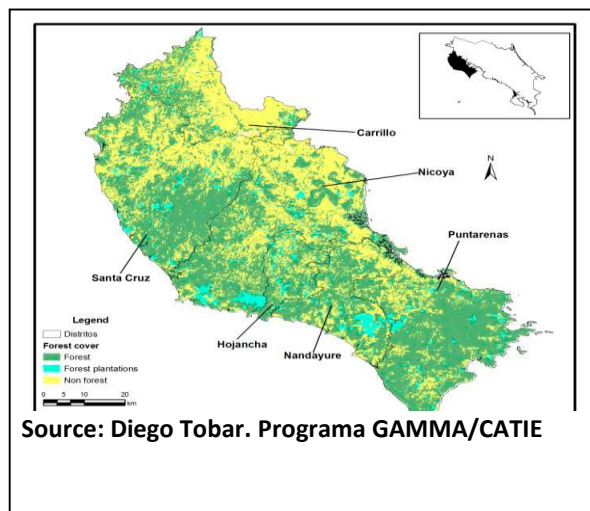 Carrillo
Nicoya
N
Puntarenas
Santa Cruz
Hojancha
Nandayure
Legend
Distritos
Forest cover
Forest
Forest plantations
Non forest
0 5 10 20
km
Source: Diego Tobar. Programa GAMMA/CATIE